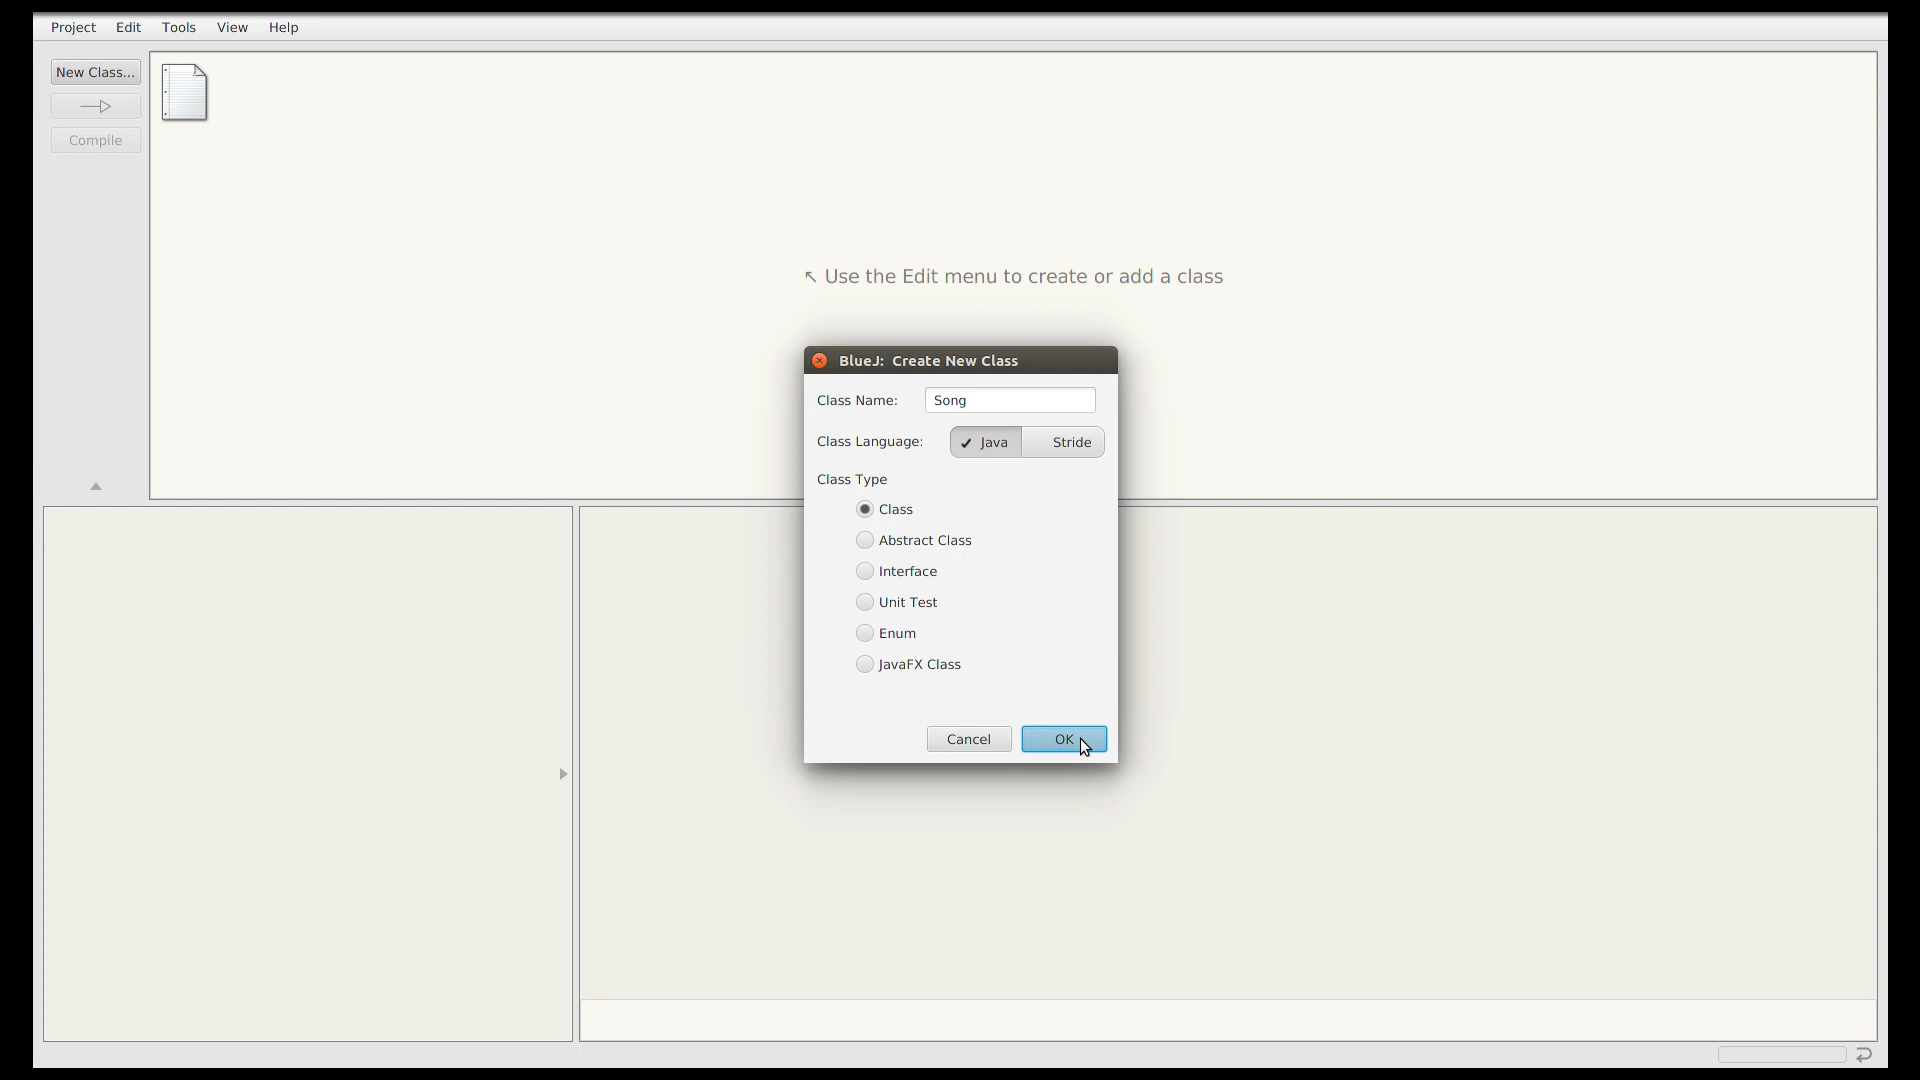 Project Edit Tools View Help
New Class...
Compile
↖ Use the Edit menu to create or add a class
BlueJ: Create New Class
Class Name: Song
Class Language: ✓ Java Stride
Class Type
Class
Abstract Class
Interface
Unit Test
Enum
JavaFX Class
Cancel OK